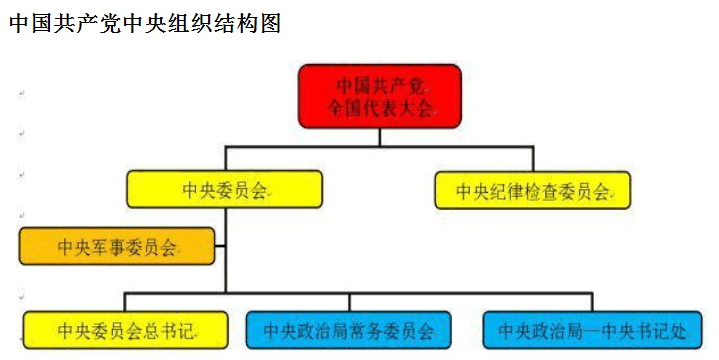 中国共产党中央组织结构图
中国共产党
全国代表大会
中央委员会
中央纪律检查委员会
中央军事委员会
中央委员会总书记
中央政治局常务委员会
中央政治局—中央书记处